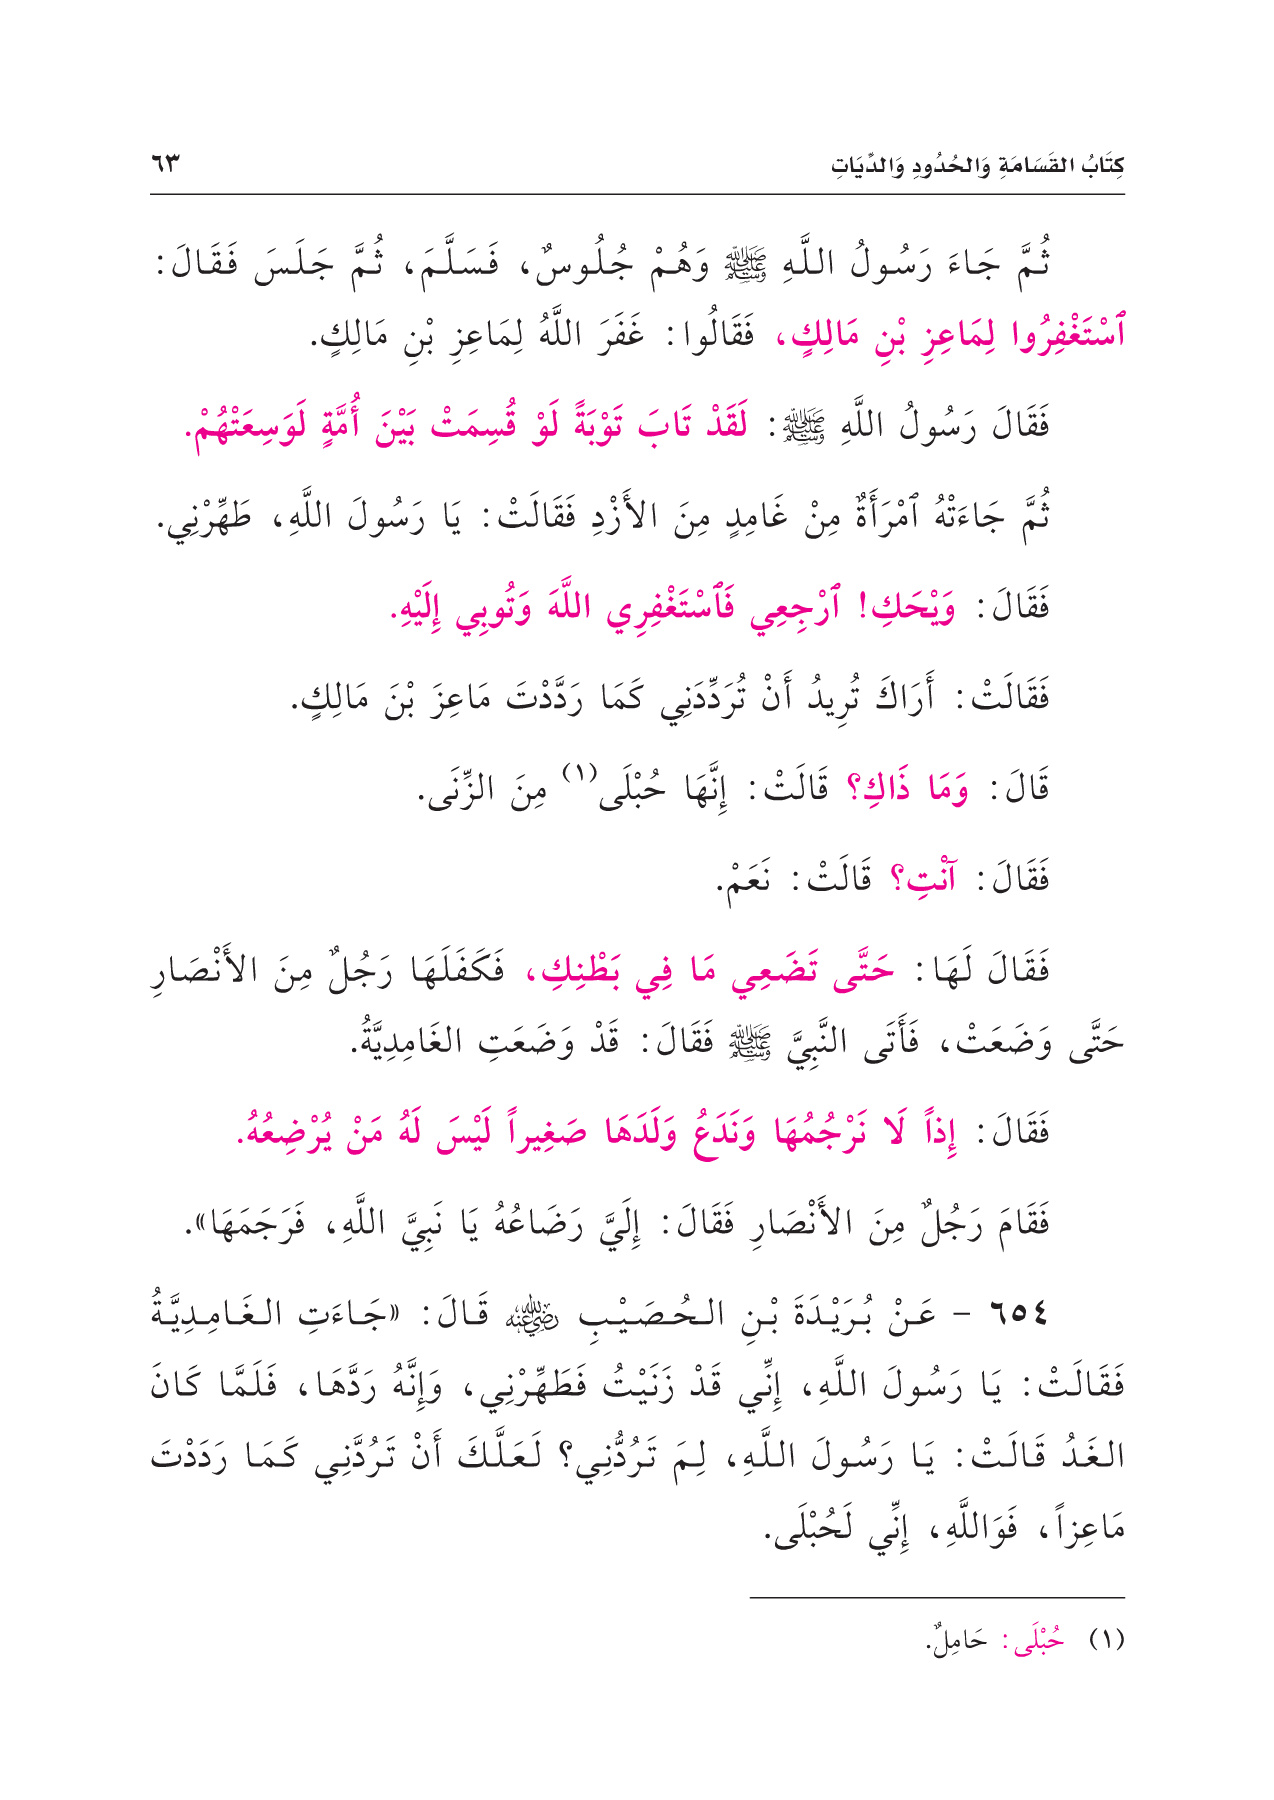 كِتَابُ القَسَامَةِ وَالحُدُودِ وَالدِّيَاتِ ٦٣
ثُمَّ جَاءَ رَسُولُ اللَّهِ ﷺ وَهُمْ جُلُوسٌ، فَسَلَّمَ، ثُمَّ جَلَسَ فَقَالَ:
ٱسْتَغْفِرُوا لِمَاعِزِ بْنِ مَالِكٍ، فَقَالُوا: غَفَرَ اللَّهُ لِمَاعِزِ بْنِ مَالِكٍ.
فَقَالَ رَسُولُ اللَّهِ ﷺ: لَقَدْ تَابَ تَوْبَةً لَوْ قُسِمَتْ بَيْنَ أُمَّةٍ لَوَسِعَتْهُمْ.
ثُمَّ جَاءَتْهُ ٱمْرَأَةٌ مِنْ غَامِدٍ مِنَ الأَزْدِ فَقَالَتْ: يَا رَسُولَ اللَّهِ، طَهِّرْنِي.
فَقَالَ: وَيْحَكِ! ٱرْجِعِي فَٱسْتَغْفِرِي اللَّهَ وَتُوبِي إِلَيْهِ.
فَقَالَتْ: أَرَاكَ تُرِيدُ أَنْ تُرَدِّدَنِي كَمَا رَدَّدْتَ مَاعِزَ بْنَ مَالِكٍ.
قَالَ: وَمَا ذَاكِ؟ قَالَتْ: إِنَّهَا حُبْلَى(١) مِنَ الزِّنَى.
فَقَالَ: آنْتِ؟ قَالَتْ: نَعَمْ.
فَقَالَ لَهَا: حَتَّى تَضَعِي مَا فِي بَطْنِكِ، فَكَفَلَهَا رَجُلٌ مِنَ الأَنْصَارِ
حَتَّى وَضَعَتْ، فَأَتَى النَّبِيَّ ﷺ فَقَالَ: قَدْ وَضَعَتِ الغَامِدِيَّةُ.
فَقَالَ: إِذاً لَا نَرْجُمُهَا وَنَدَعُ وَلَدَهَا صَغِيراً لَيْسَ لَهُ مَنْ يُرْضِعُهُ.
فَقَامَ رَجُلٌ مِنَ الأَنْصَارِ فَقَالَ: إِلَيَّ رَضَاعُهُ يَا نَبِيَّ اللَّهِ، فَرَجَمَهَا».
٦٥٤ - عَنْ بُرَيْدَةَ بْنِ الحُصَيْبِ رضي الله عنه قَالَ: «جَاءَتِ الغَامِدِيَّةُ
فَقَالَتْ: يَا رَسُولَ اللَّهِ، إِنِّي قَدْ زَنَيْتُ فَطَهِّرْنِي، وَإِنَّهُ رَدَّهَا، فَلَمَّا كَانَ
الغَدُ قَالَتْ: يَا رَسُولَ اللَّهِ، لِمَ تَرُدُّنِي؟ لَعَلَّكَ أَنْ تَرُدَّنِي كَمَا رَدَدْتَ
مَاعِزاً، فَوَاللَّهِ، إِنِّي لَحُبْلَى.
(١) حُبْلَى: حَامِلٌ.